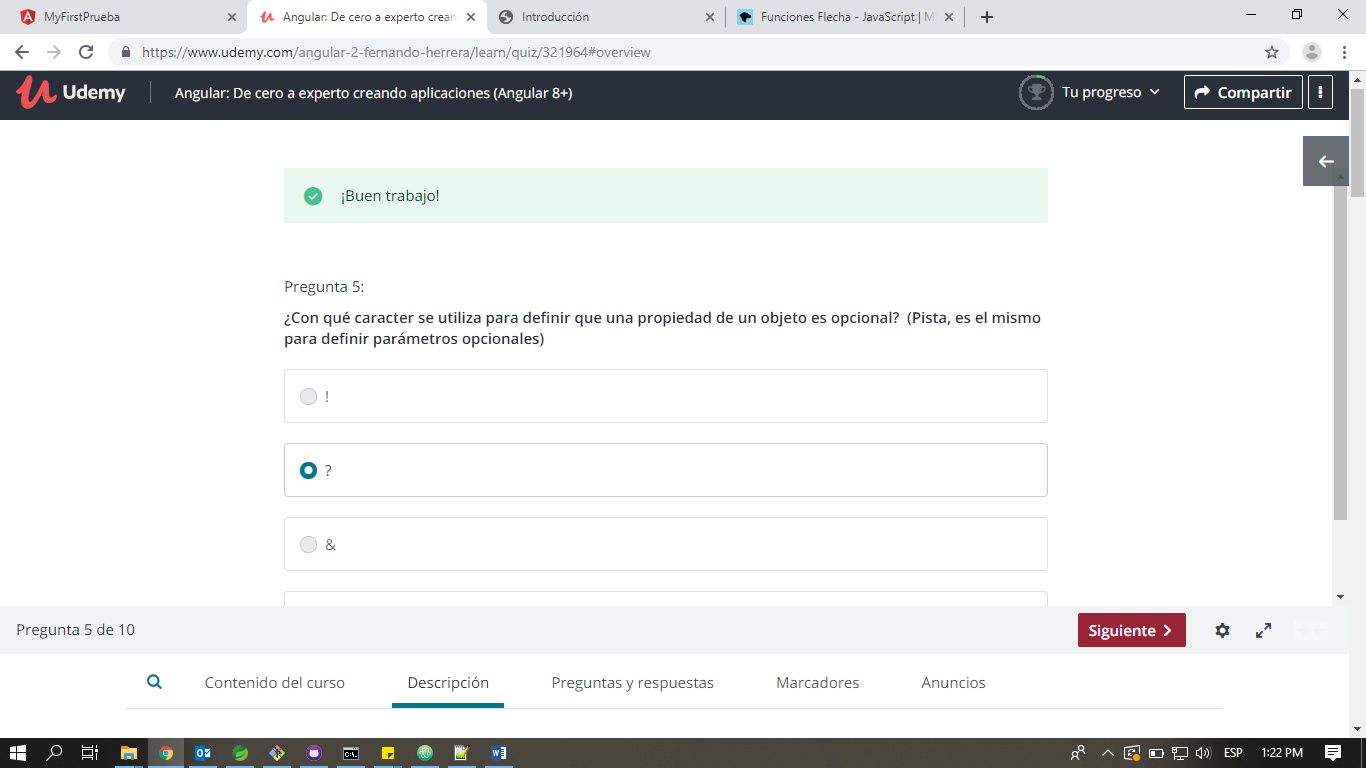 MyFirstPrueba
Angular: De cero a experto crean
Introducción
Funciones Flecha - JavaScript | M
https://www.udemy.com/angular-2-fernando-herrera/learn/quiz/321964#overview
Udemy
Angular: De cero a experto creando aplicaciones (Angular 8+)
Tu progreso
Compartir
¡Buen trabajo!
Pregunta 5:
¿Con qué caracter se utiliza para definir que una propiedad de un objeto es opcional? (Pista, es el mismo
para definir parámetros opcionales)
!
?
&
Pregunta 5 de 10
Siguiente
Contenido del curso
Descripción
Preguntas y respuestas
Marcadores
Anuncios
ESP
1:22 PM